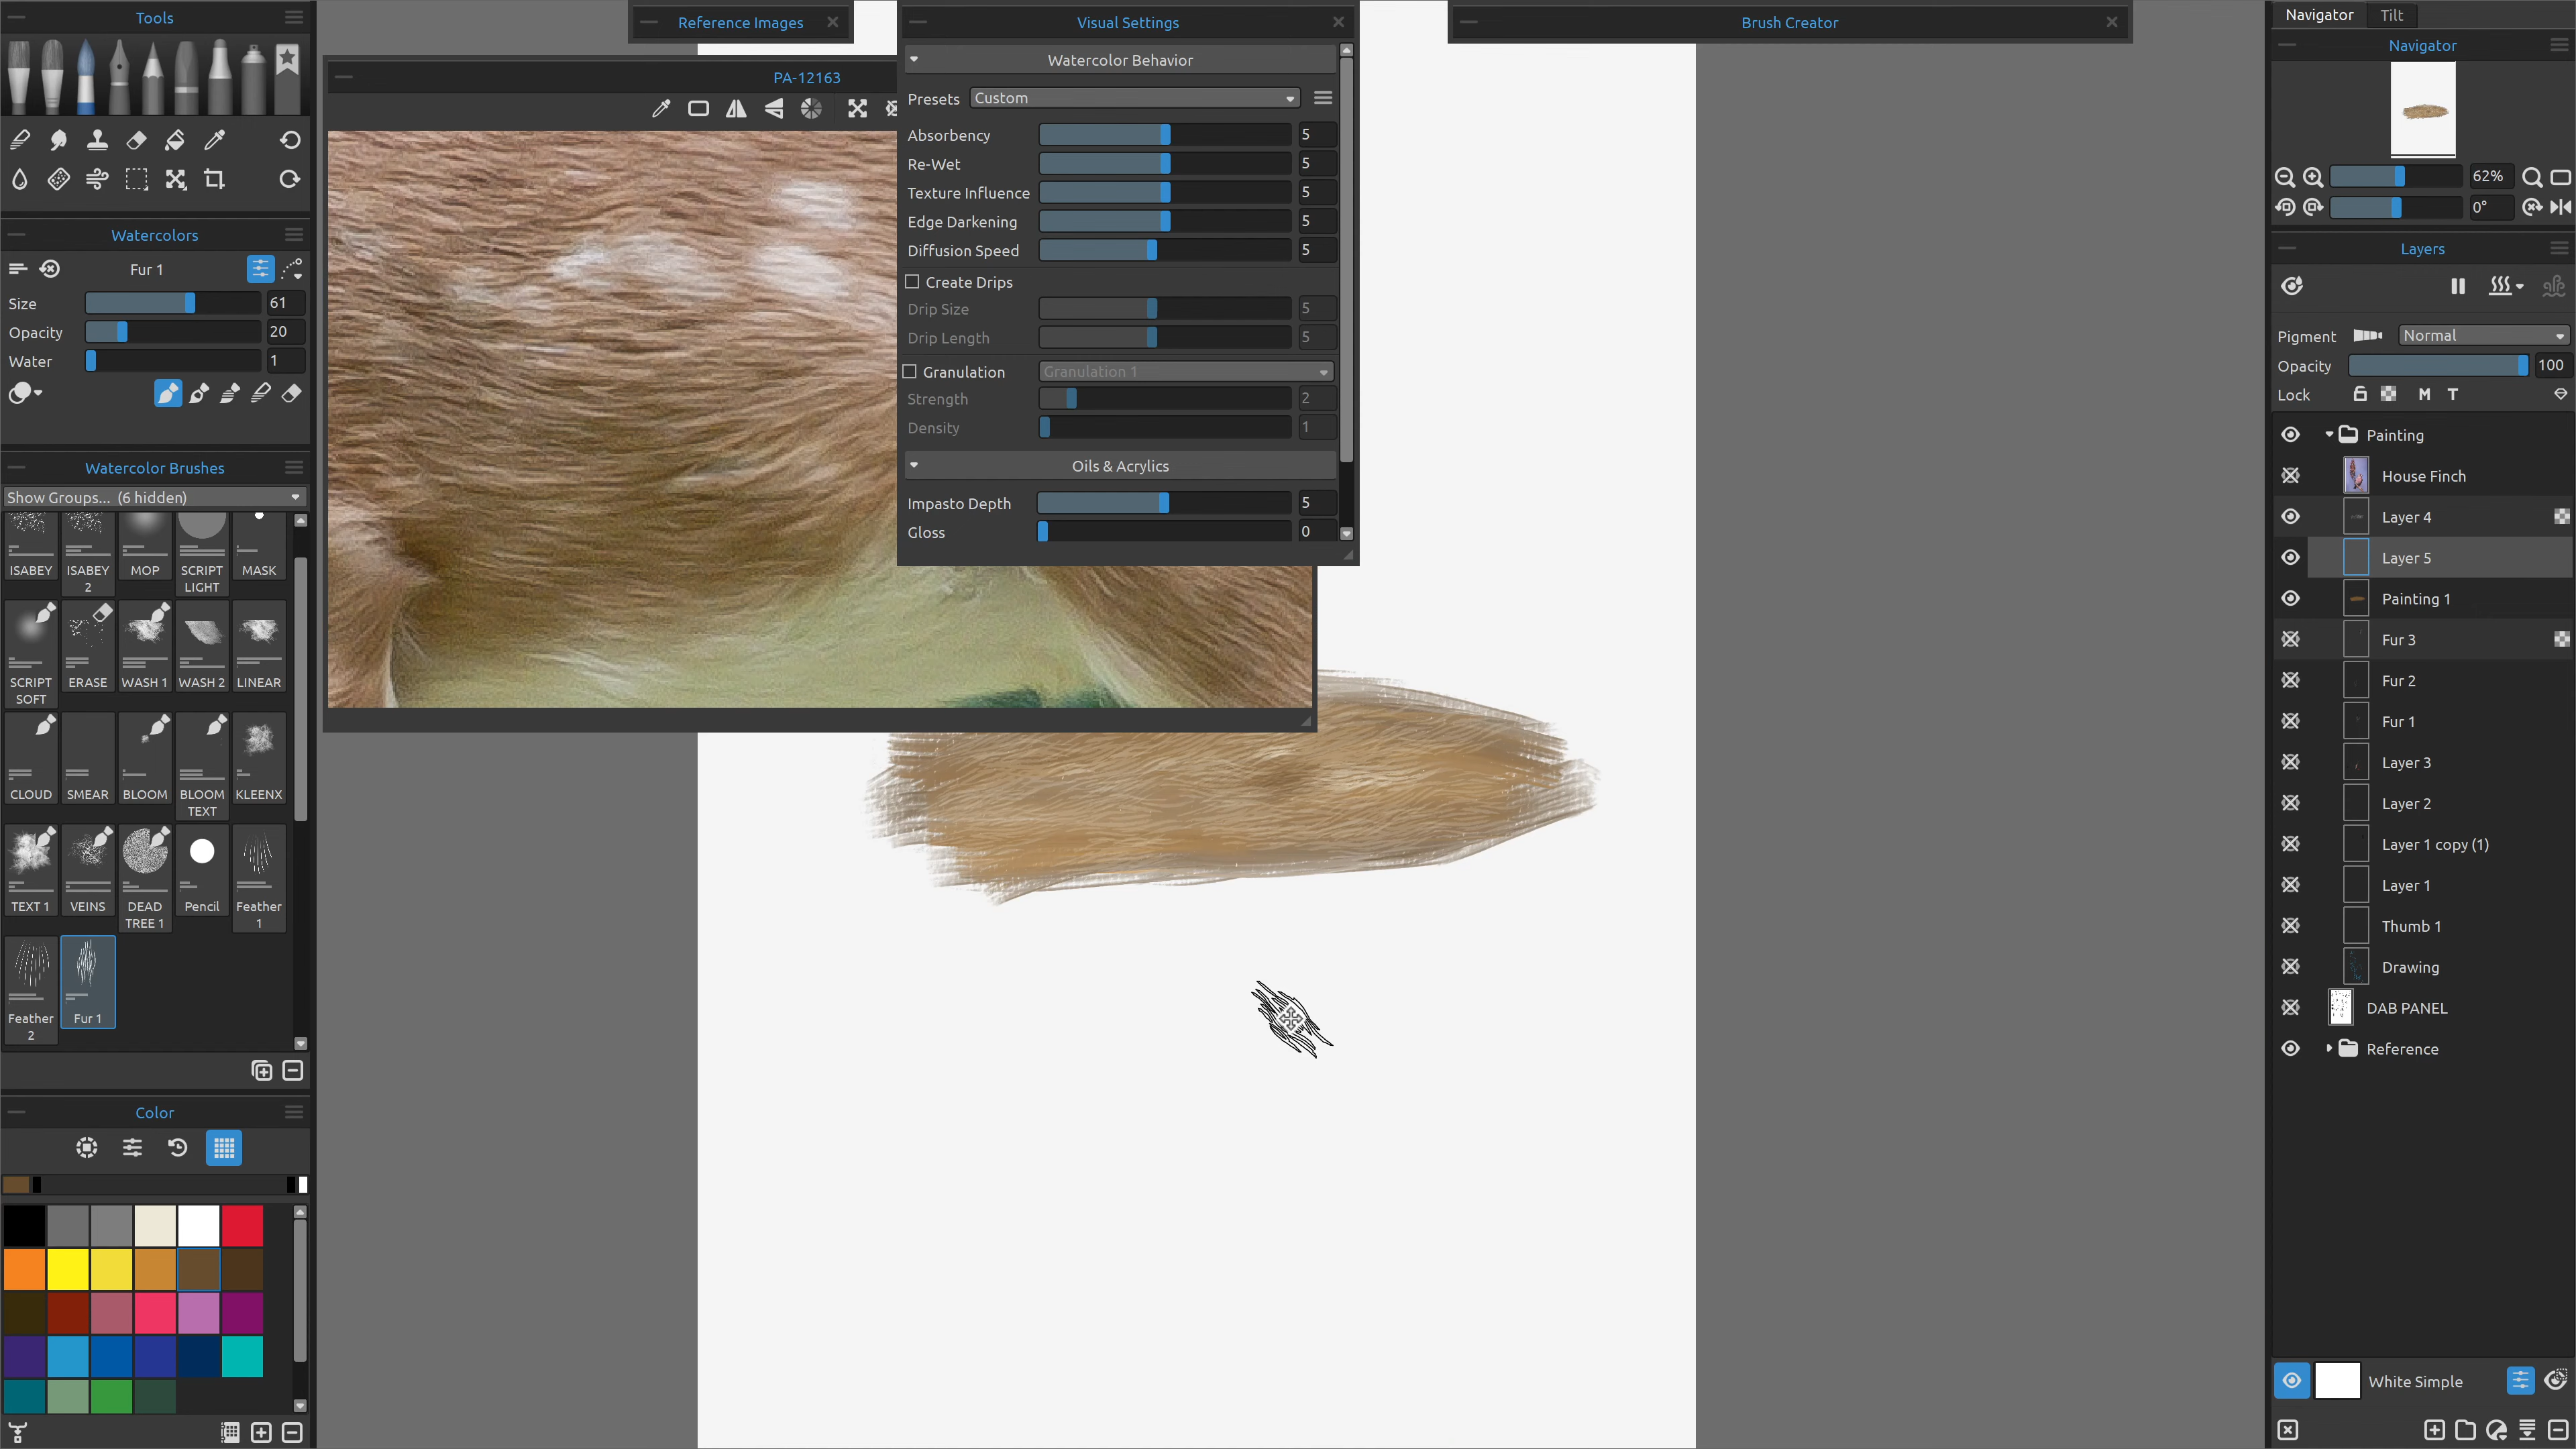 Tools
Watercolors
Fur 1
Size 61
Opacity 20
Water 1
Watercolor Brushes
Show Groups... (6 hidden)
ISABEY
ISABEY 2
MOP
SCRIPT LIGHT
MASK
SCRIPT SOFT
ERASE
WASH 1
WASH 2
LINEAR
CLOUD
SMEAR
BLOOM
BLOOM TEXT
KLEENX
TEXT 1
VEINS
DEAD TREE 1
Pencil
Feather 1
Feather 2
Fur 1
Color
Reference Images
PA-12163
Visual Settings
Watercolor Behavior
Presets Custom
Absorbency 5
Re-Wet 5
Texture Influence 5
Edge Darkening 5
Diffusion Speed 5
Create Drips
Drip Size 5
Drip Length 5
Granulation Granulation 1
Strength 2
Density 1
Oils & Acrylics
Impasto Depth 5
Gloss 0
Brush Creator
Navigator Tilt
Navigator
62%
0°
Layers
Pigment Normal
Opacity 100
Lock M T
Painting
House Finch
Layer 4
Layer 5
Painting 1
Fur 3
Fur 2
Fur 1
Layer 3
Layer 2
Layer 1 copy (1)
Layer 1
Thumb 1
Drawing
DAB PANEL
Reference
White Simple